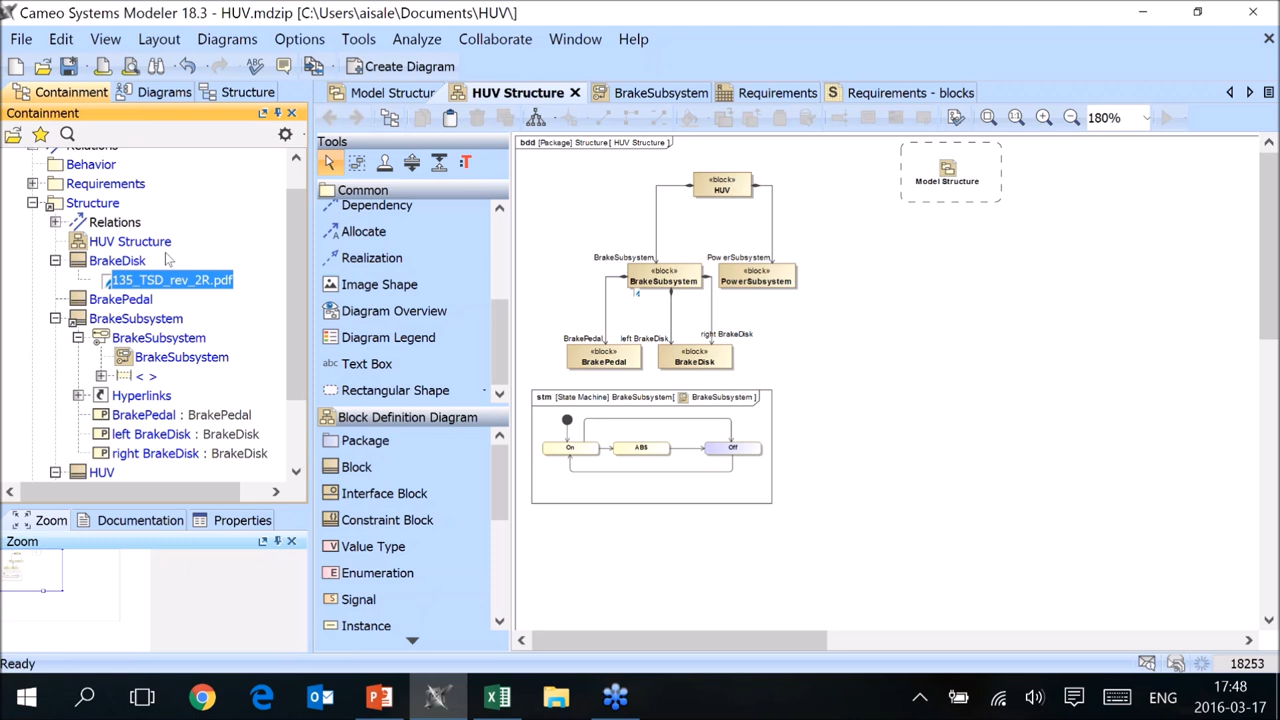 Cameo Systems Modeler 18.3 - HUV.mdzip [C:\Users\aisale\Documents\HUV\]
File Edit View Layout Diagrams Options Tools Analyze Collaborate Window Help
ABC
Create Diagram
Containment Diagrams Structure
Model Structur HUV Structure BrakeSubsystem Requirements Requirements - blocks
Containment
180%
Relations
Behavior
Requirements
Structure
Relations
HUV Structure
BrakeDisk
135_TSD_rev_2R.pdf
BrakePedal
BrakeSubsystem
BrakeSubsystem
BrakeSubsystem
< >
Hyperlinks
BrakePedal : BrakePedal
left BrakeDisk : BrakeDisk
right BrakeDisk : BrakeDisk
HUV
Zoom Documentation Properties
Zoom
Tools
Common
Dependency
Allocate
Realization
Image Shape
Diagram Overview
Diagram Legend
abc Text Box
Rectangular Shape
Block Definition Diagram
Package
Block
Interface Block
Constraint Block
Value Type
Enumeration
Signal
Instance
bdd [Package] Structure[ HUV Structure ]
«block»
HUV
Model Structure
BrakeSubsystem
PowerSubsystem
«block»
BrakeSubsystem
«block»
PowerSubsystem
BrakePedal
left BrakeDisk
right BrakeDisk
«block»
BrakePedal
«block»
BrakeDisk
stm [State Machine] BrakeSubsystem[ BrakeSubsystem ]
On
ABS
Off
Ready
18253
ENG
17:48
2016-03-17